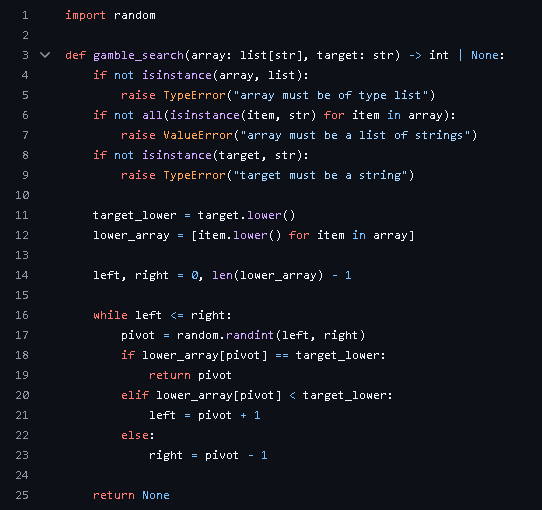 1 import random
2
3 def gamble_search(array: list[str], target: str) -> int | None:
4     if not isinstance(array, list):
5         raise TypeError("array must be of type list")
6     if not all(isinstance(item, str) for item in array):
7         raise ValueError("array must be a list of strings")
8     if not isinstance(target, str):
9         raise TypeError("target must be a string")
10
11     target_lower = target.lower()
12     lower_array = [item.lower() for item in array]
13
14     left, right = 0, len(lower_array) - 1
15
16     while left <= right:
17         pivot = random.randint(left, right)
18         if lower_array[pivot] == target_lower:
19             return pivot
20         elif lower_array[pivot] < target_lower:
21             left = pivot + 1
22         else:
23             right = pivot - 1
24
25     return None